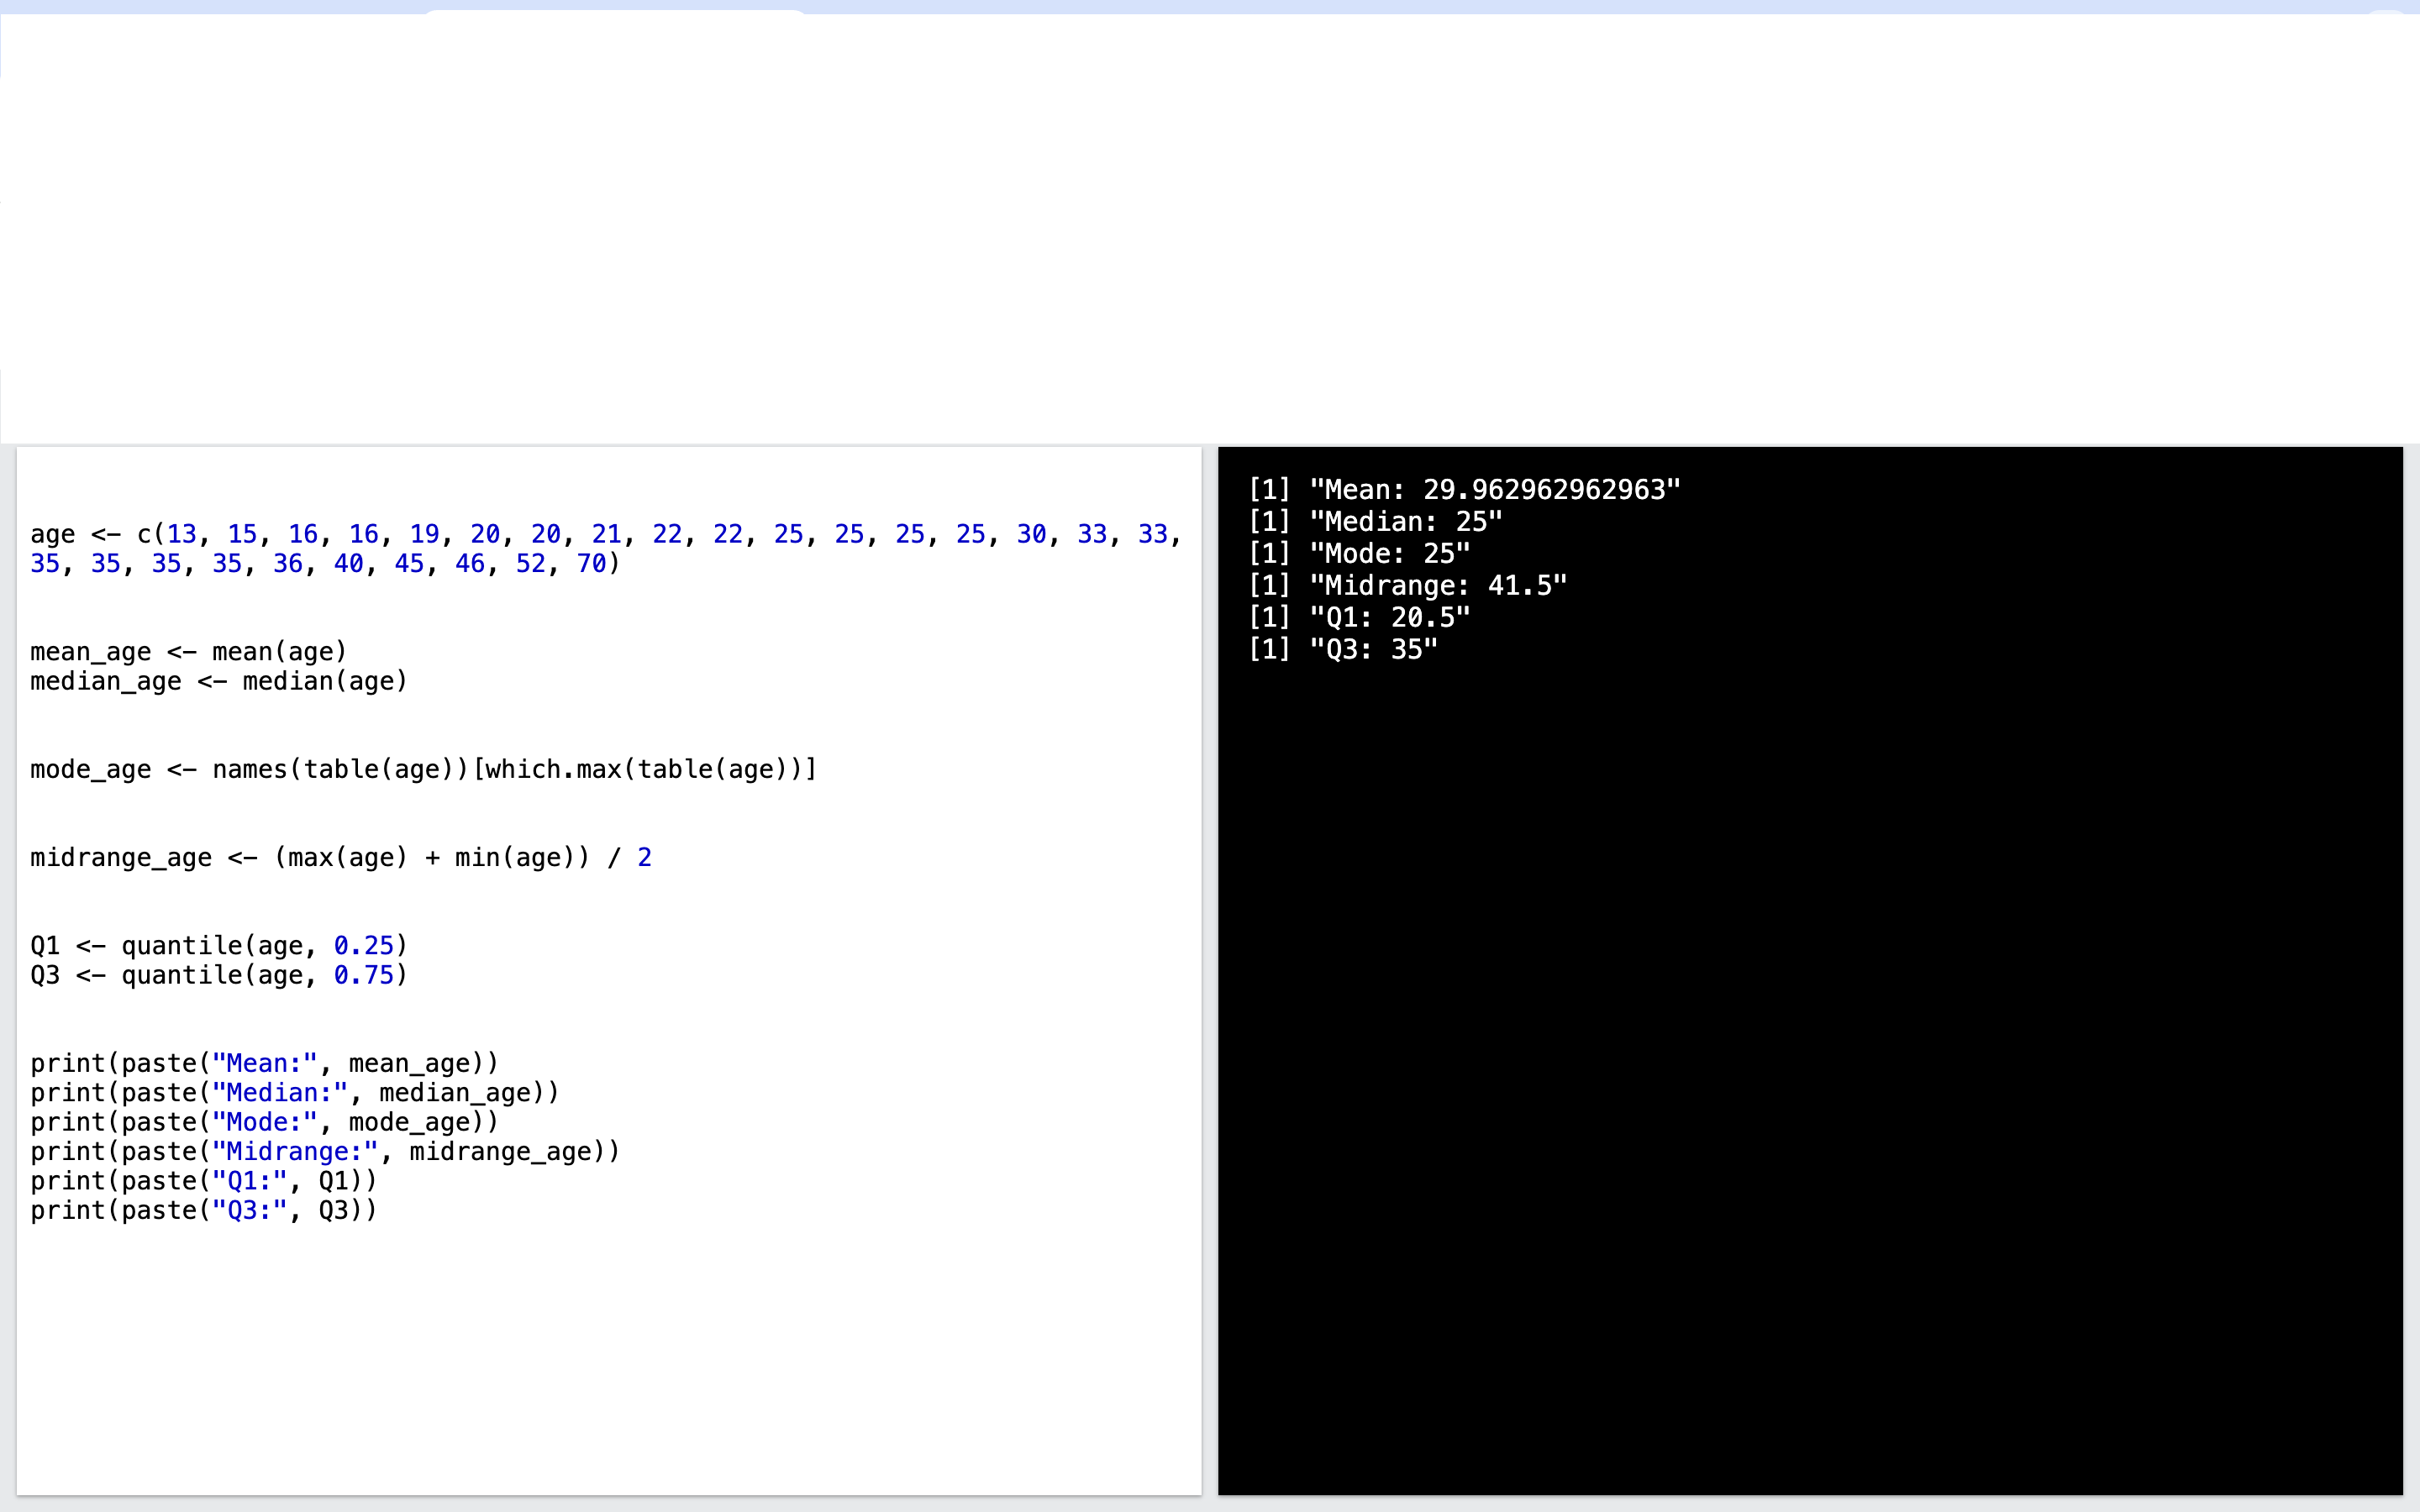 age <- c(13, 15, 16, 16, 19, 20, 20, 21, 22, 22, 25, 25, 25, 25, 30, 33, 33,
35, 35, 35, 35, 36, 40, 45, 46, 52, 70)
mean_age <- mean(age)
median_age <- median(age)
mode_age <- names(table(age))[which.max(table(age))]
midrange_age <- (max(age) + min(age)) / 2
Q1 <- quantile(age, 0.25)
Q3 <- quantile(age, 0.75)
print(paste("Mean:", mean_age))
print(paste("Median:", median_age))
print(paste("Mode:", mode_age))
print(paste("Midrange:", midrange_age))
print(paste("Q1:", Q1))
print(paste("Q3:", Q3))
[1] "Mean: 29.962962962963"
[1] "Median: 25"
[1] "Mode: 25"
[1] "Midrange: 41.5"
[1] "Q1: 20.5"
[1] "Q3: 35"